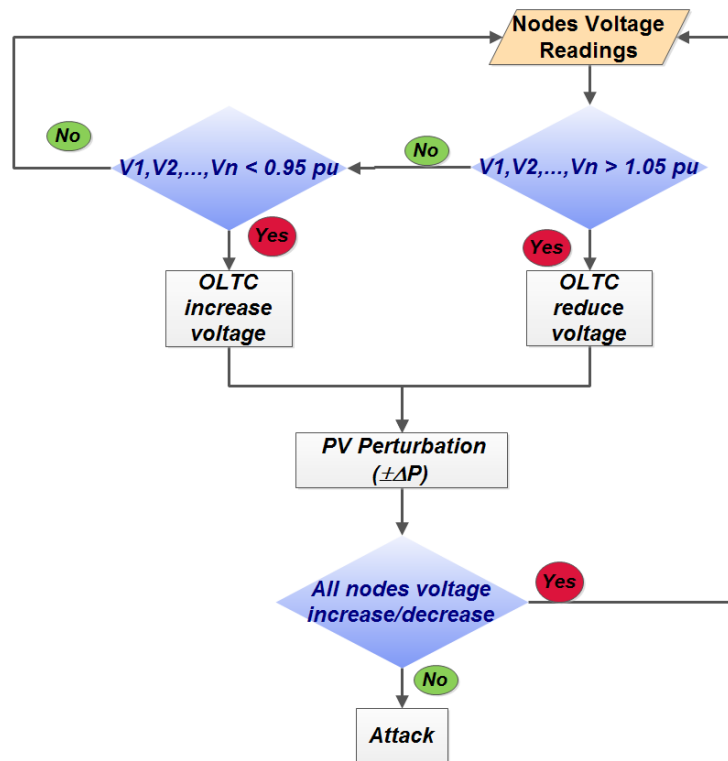 Nodes Voltage
Readings
No
V1,V2,...,Vn < 0.95 pu
No
V1,V2,...,Vn > 1.05 pu
Yes
Yes
OLTC
increase
voltage
OLTC
reduce
voltage
PV Perturbation
(±ΔP)
All nodes voltage
increase/decrease
Yes
No
Attack